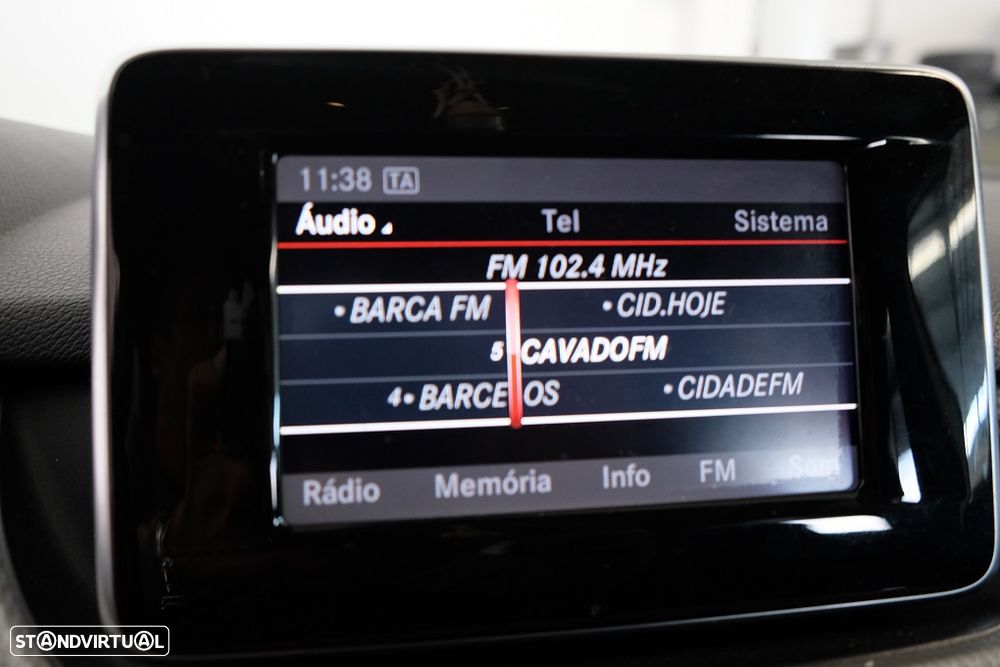 11:38 TA
Áudio Tel Sistema
FM 102.4 MHz
•BARCA FM •CID.HOJE
5 CAVADOFM
4•BARCELOS •CIDADEFM
Rádio Memória Info FM Som
STANDVIRTUAL